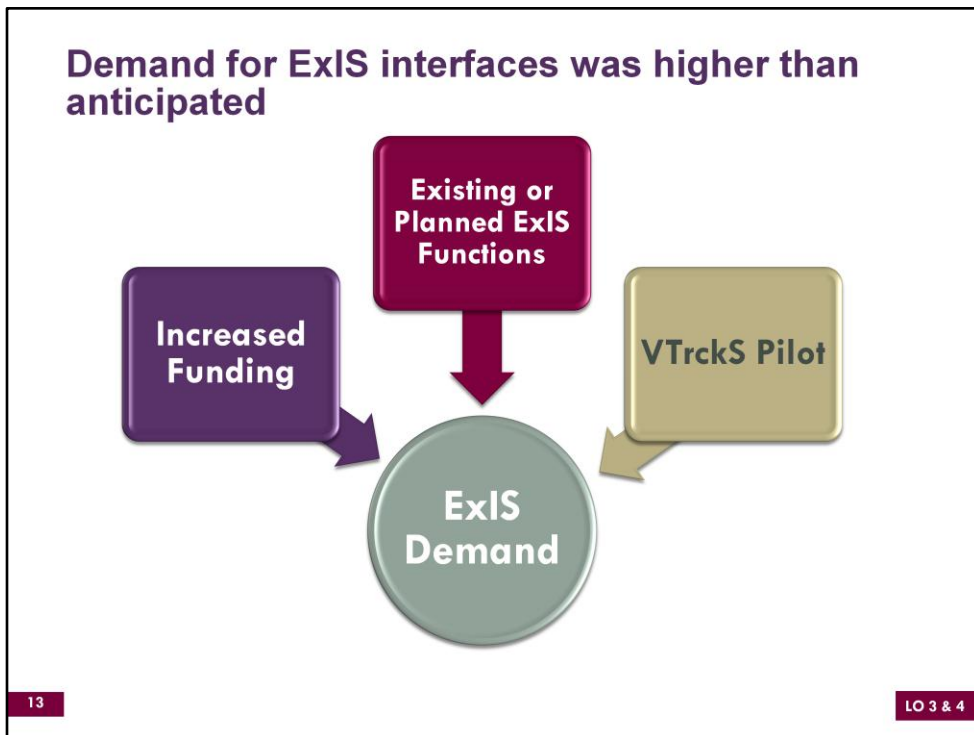 Demand for ExIS interfaces was higher than
anticipated
Existing or
Planned ExIS
Functions
Increased
Funding
VTrckS Pilot
ExIS
Demand
13
LO 3 & 4